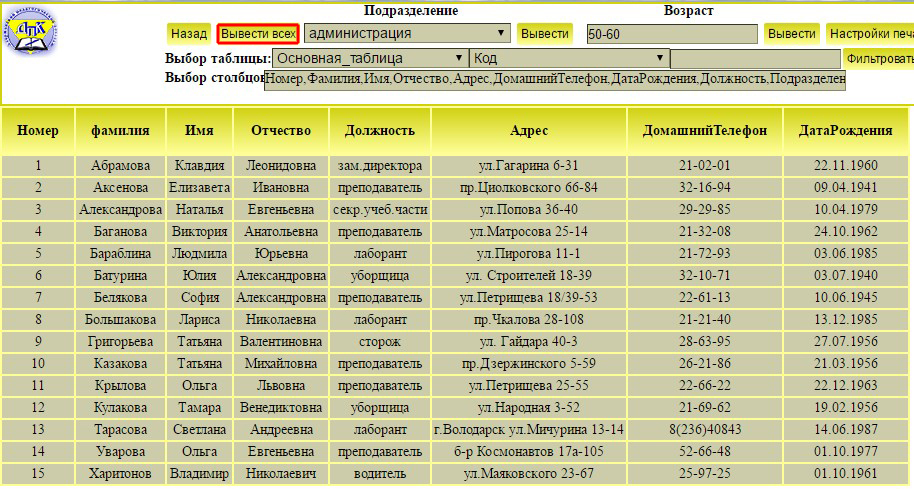 АПК
Подразделение Возраст
Назад Вывести всех администрация Вывести 50-60 Вывести Настройки печа
Выбор таблицы: Основная_таблица Код Фильтровать
Выбор столбцов Номер,Фамилия,Имя,Отчество,Адрес,ДомашнийТелефон,ДатаРождения,Должность,Подразделен
Номер фамилия Имя Отчество Должность Адрес ДомашнийТелефон ДатаРождения
1 Абрамова Клавдия Леонидовна зам.директора ул.Гагарина 6-31 21-02-01 22.11.1960
2 Аксенова Елизавета Ивановна преподаватель пр.Циолковского 66-84 32-16-94 09.04.1941
3 Александрова Наталья Евгеньевна секр.учеб.части ул.Попова 36-40 29-29-85 10.04.1979
4 Баганова Виктория Анатольевна преподаватель ул.Матросова 25-14 21-32-08 24.10.1962
5 Бараблина Людмила Юрьевна лаборант ул.Пирогова 11-1 21-72-93 03.06.1985
6 Батурина Юлия Александровна уборщица ул. Строителей 18-39 32-10-71 03.07.1940
7 Белякова София Александровна преподаватель ул.Петрищева 18/39-53 22-61-13 10.06.1945
8 Большакова Лариса Николаевна лаборант пр.Чкалова 28-108 21-21-40 13.12.1985
9 Григорьева Татьяна Валентиновна сторож ул. Гайдара 40-3 28-63-95 27.07.1956
10 Казакова Татьяна Михайловна преподаватель пр.Дзержинского 5-59 26-21-86 21.03.1956
11 Крылова Ольга Львовна преподаватель ул.Петрищева 25-55 22-66-22 22.12.1963
12 Кулакова Тамара Венедиктовна уборщица ул.Народная 3-52 21-69-62 19.02.1956
13 Тарасова Светлана Андреевна лаборант г.Володарск ул.Мичурина 13-14 8(236)40843 14.06.1987
14 Уварова Ольга Евгеньевна преподаватель б-р Космонавтов 17а-105 52-66-48 01.10.1977
15 Харитонов Владимир Николаевич водитель ул.Маяковского 23-67 25-97-25 01.10.1961